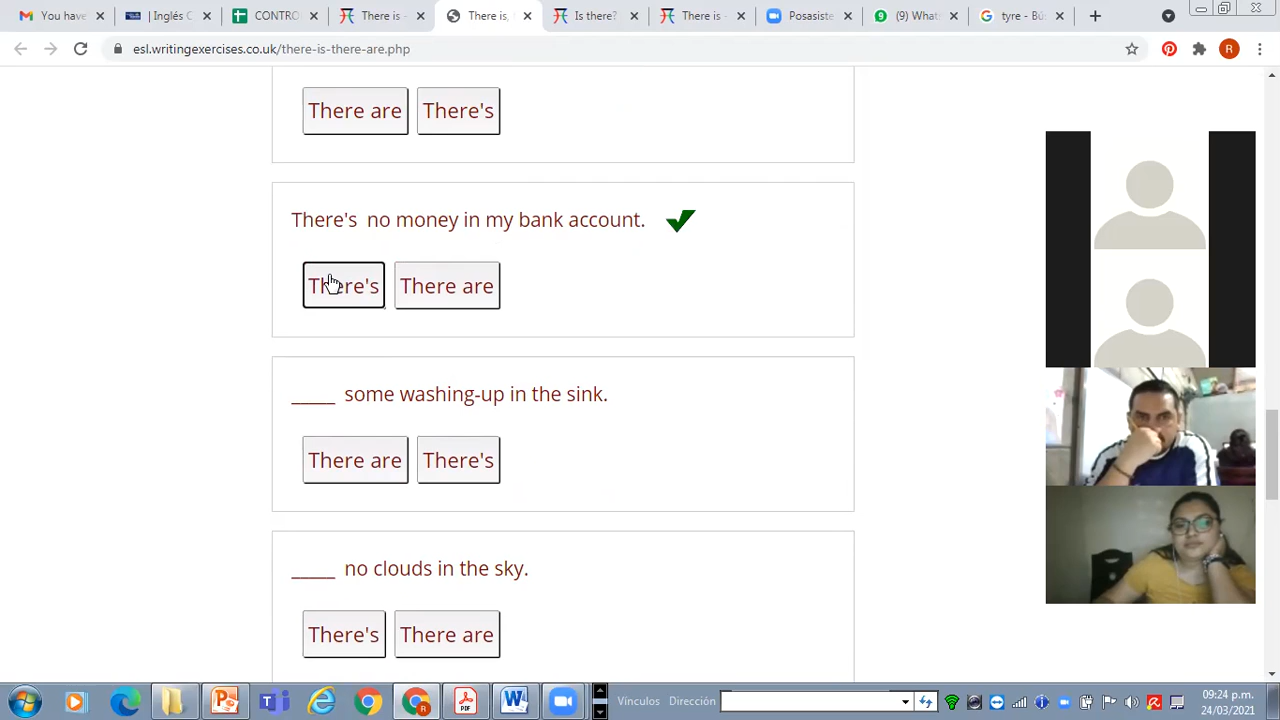 You have
Inglés C
CONTRO
There is -
There is,
Is there?
There is -
Posasist
(9) What
tyre - Bús
esl.writingexercises.co.uk/there-is-there-are.php
R
There are There's
There's no money in my bank account.
There's There are
_____ some washing-up in the sink.
There are There's
_____ no clouds in the sky.
There's There are
Vínculos Dirección
09:24 p.m.
24/03/2021